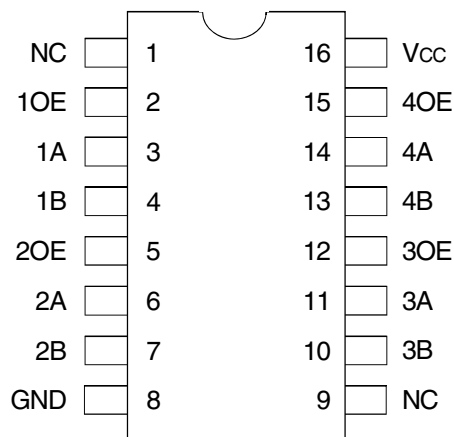 NC 1 16 VCC
1OE 2 15 4OE
1A 3 14 4A
1B 4 13 4B
2OE 5 12 3OE
2A 6 11 3A
2B 7 10 3B
GND 8 9 NC